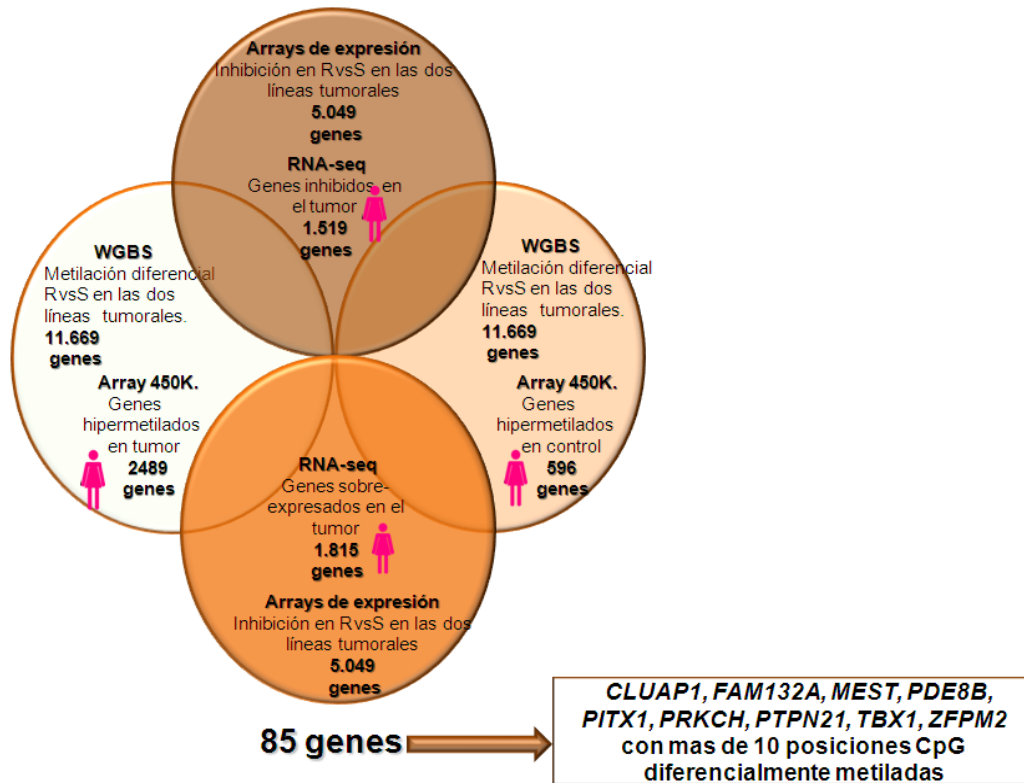 Arrays de expresión
Inhibición en RvsS en las dos
líneas tumorales
5.049
genes
RNA-seq
Genes inhibidos en
el tumor
1.519
genes
WGBS
Metilación diferencial
RvsS en las dos
líneas tumorales.
11.669
genes
Array 450K.
Genes
hipermetilados
en tumor
2489
genes
WGBS
Metilación diferencial
RvsS en las dos
líneas tumorales.
11.669
genes
Array 450K.
Genes
hipermetilados
en control
596
genes
RNA-seq
Genes sobre-
expresados en el
tumor
1.815
genes
Arrays de expresión
Inhibición en RvsS en las dos
líneas tumorales
5.049
genes
85 genes
CLUAP1, FAM132A, MEST, PDE8B,
PITX1, PRKCH, PTPN21, TBX1, ZFPM2
con mas de 10 posiciones CpG
diferencialmente metiladas